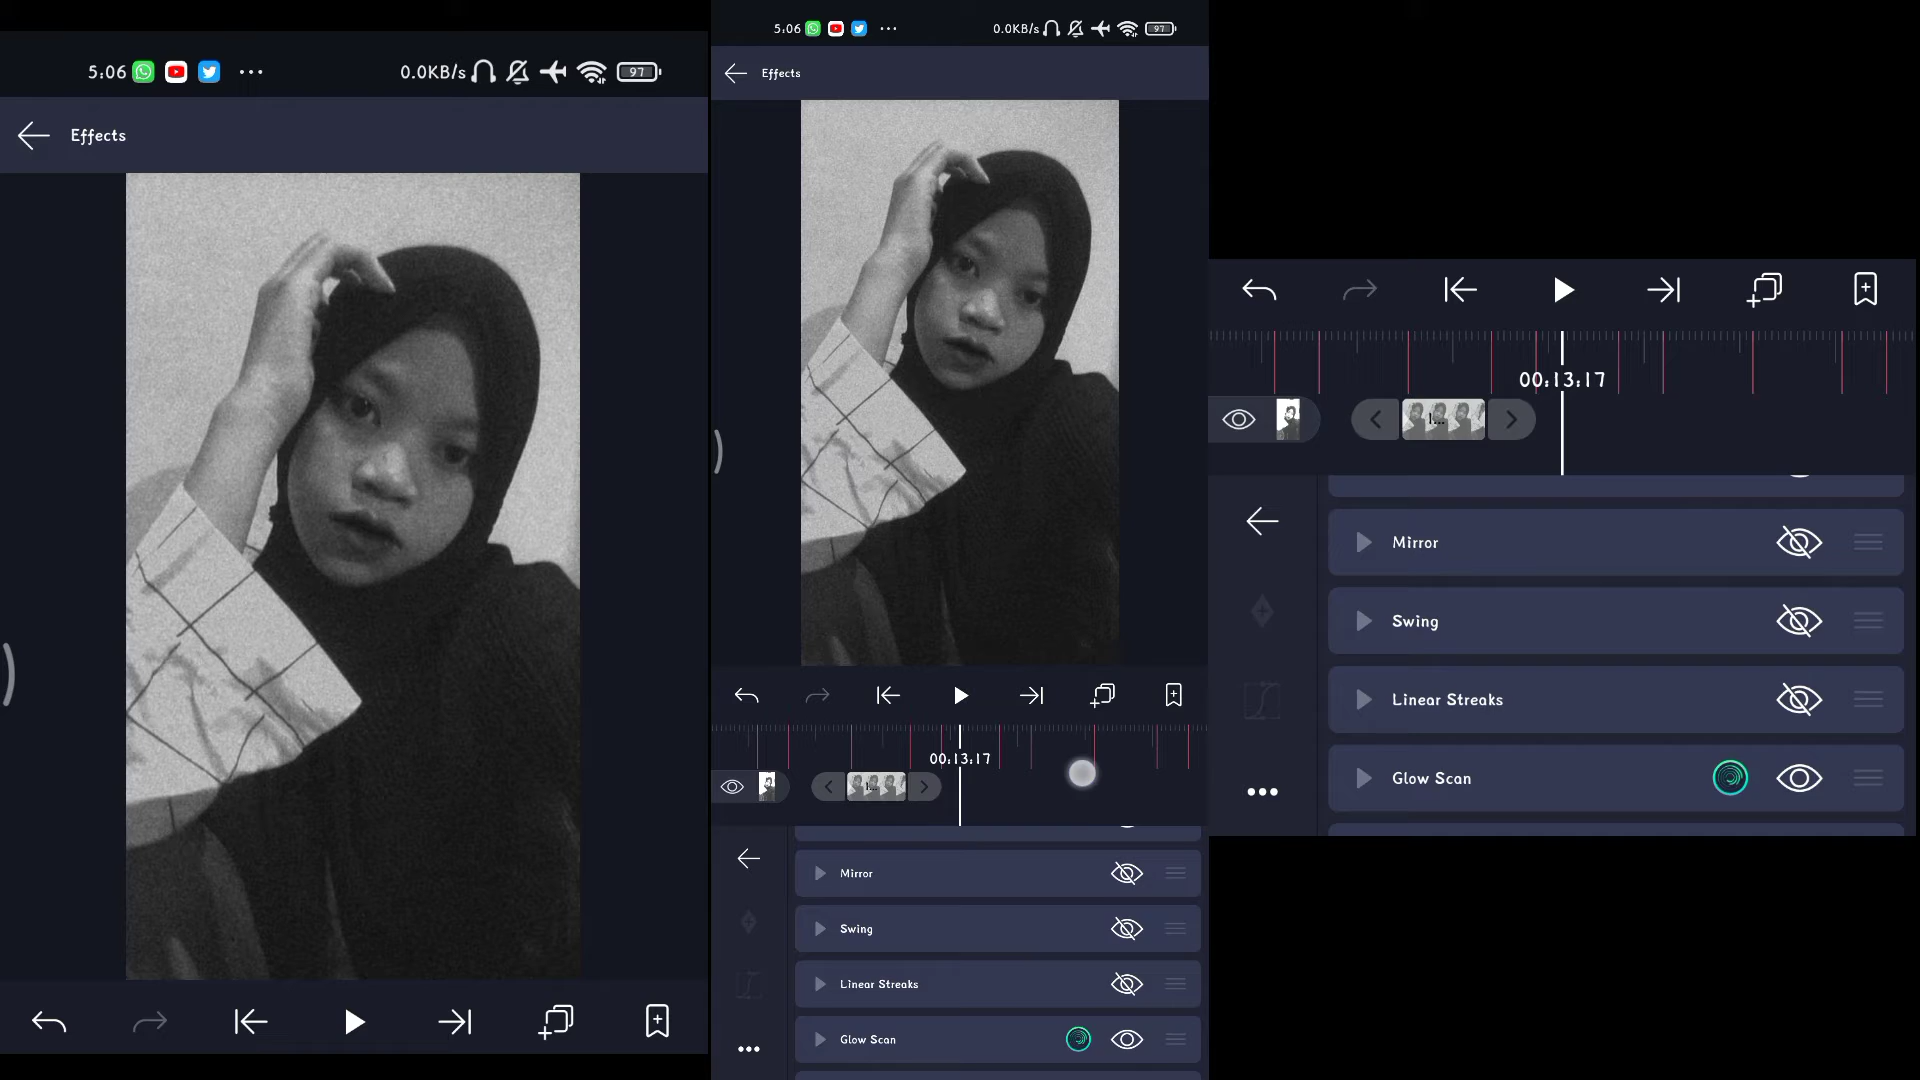 5:06
0.0KB/s
97
Effects
5:06
0.0KB/s
97
Effects
00:13:17
Mirror
Swing
Linear Streaks
Glow Scan
00:13:17
Mirror
Swing
Linear Streaks
Glow Scan